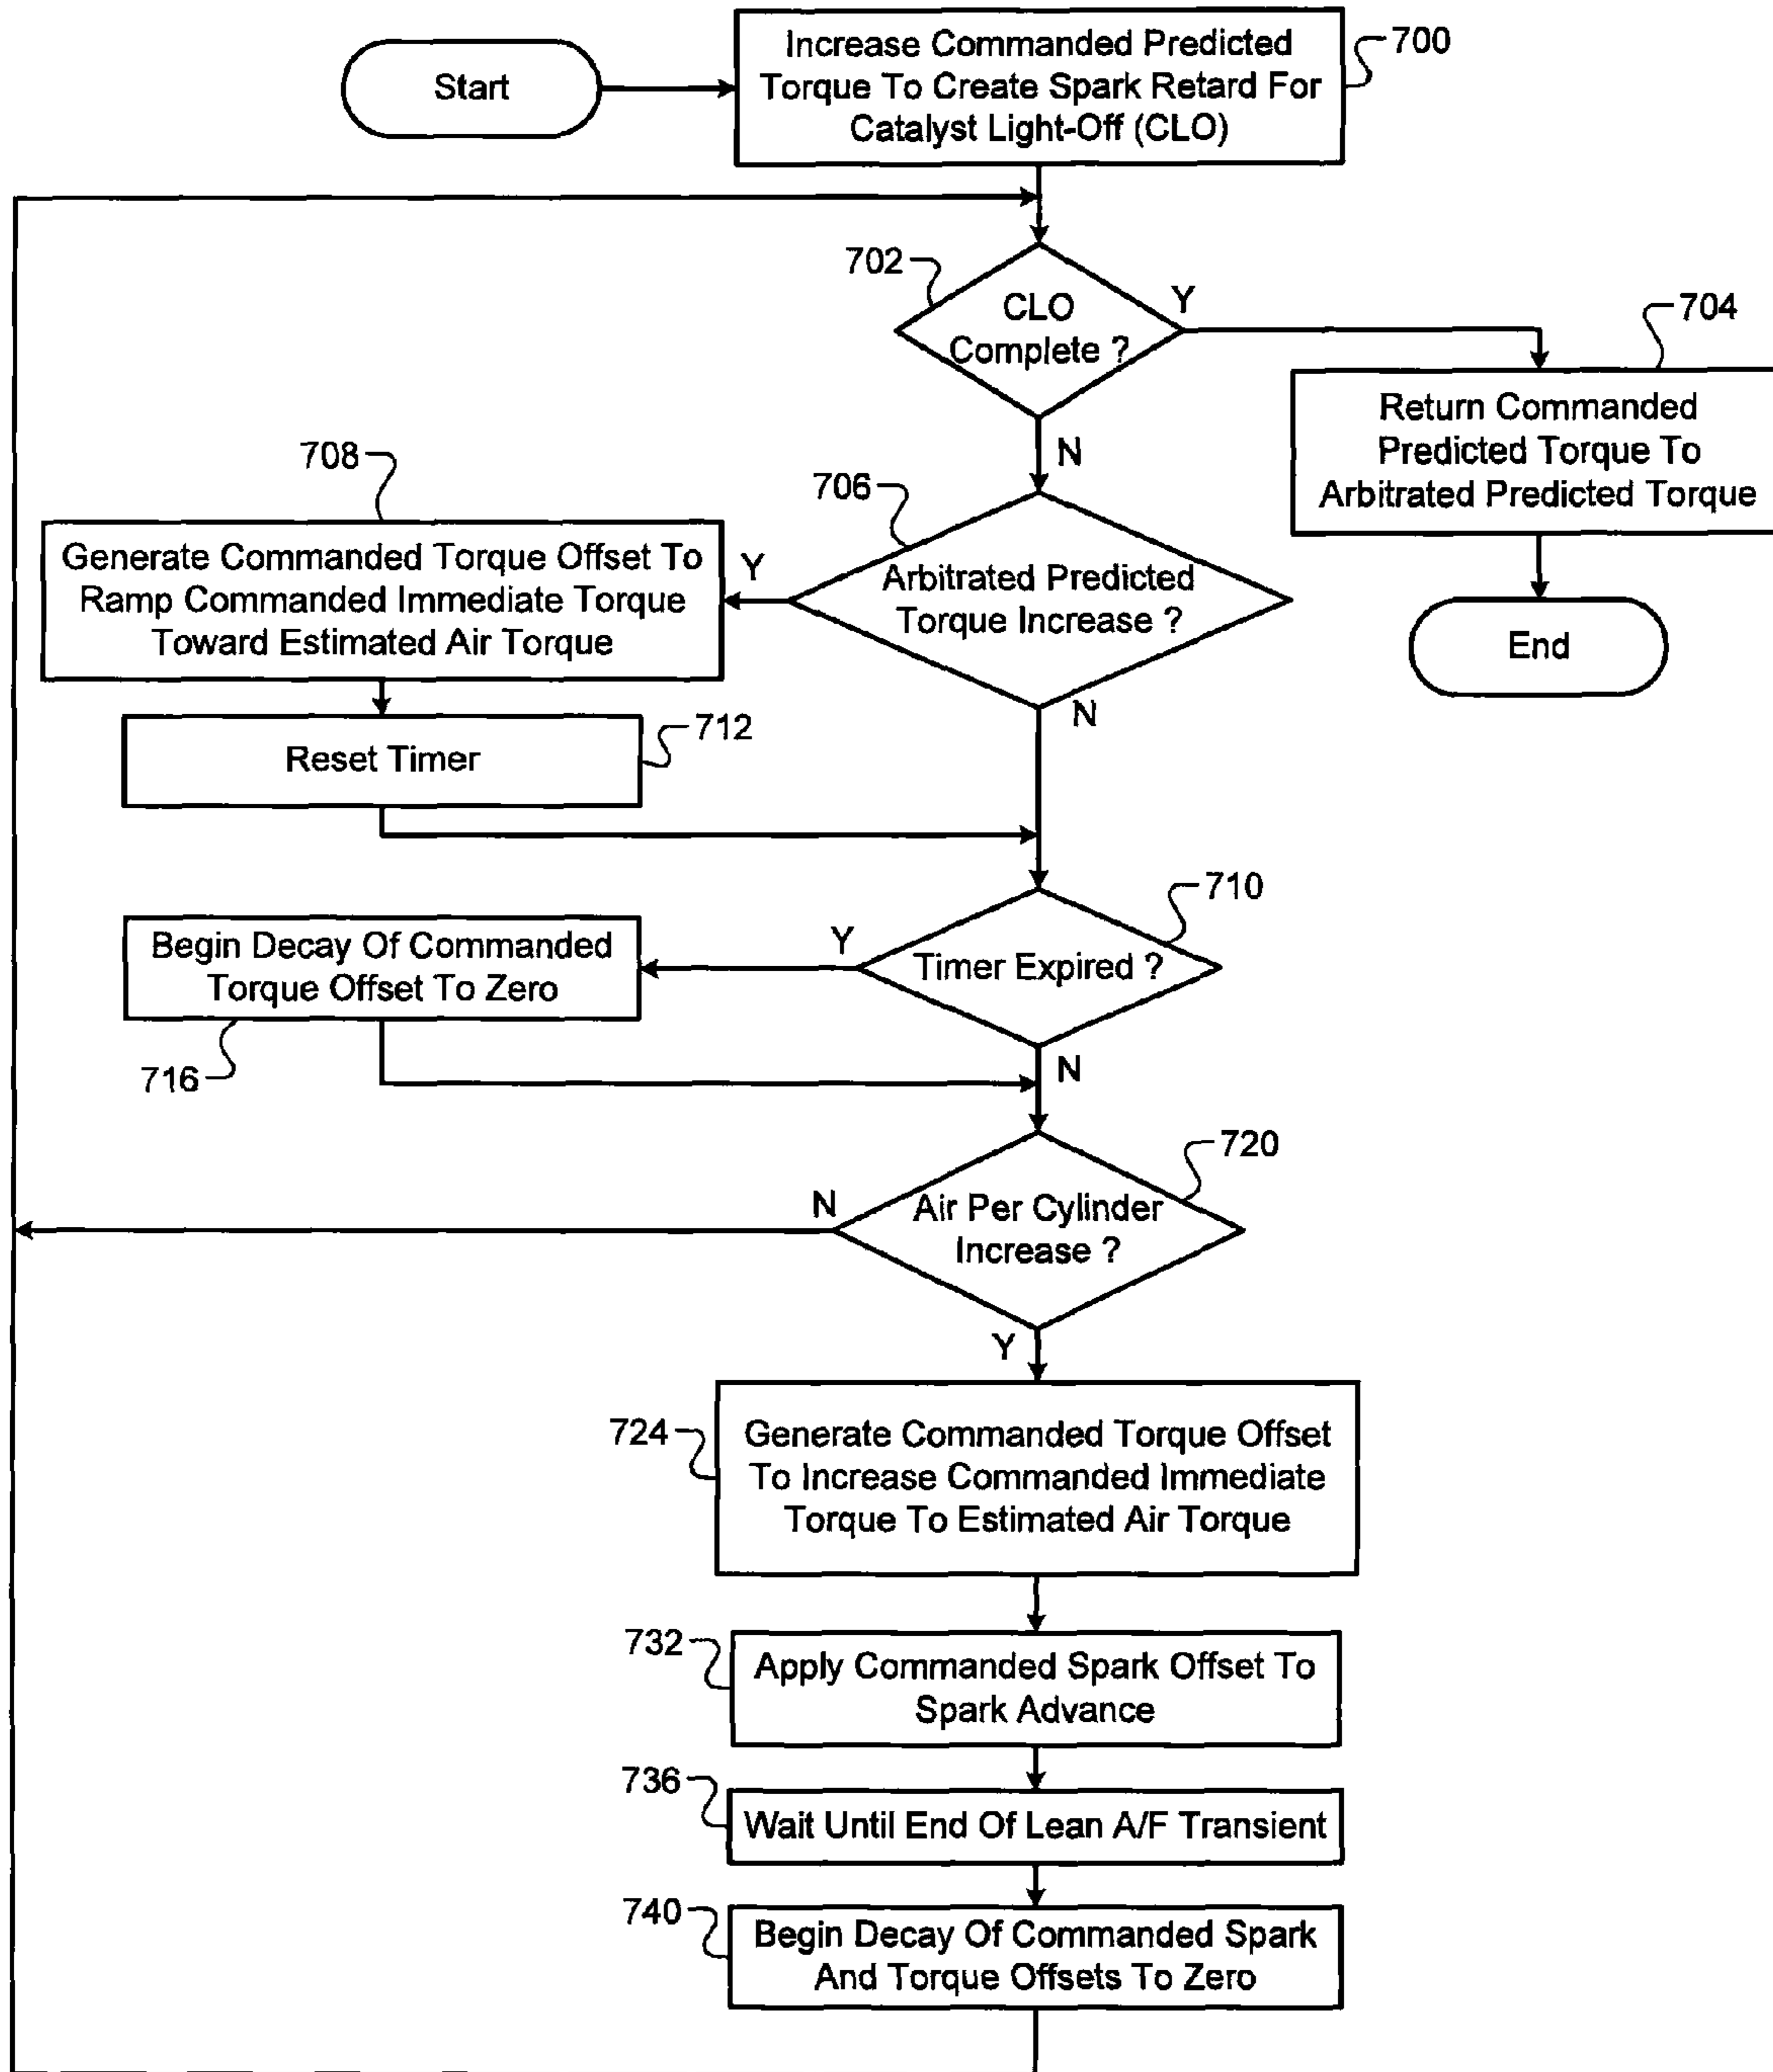 Start
Increase Commanded Predicted
Torque To Create Spark Retard For
Catalyst Light-Off (CLO)
700
702
CLO
Complete ?
Y
N
704
Return Commanded
Predicted Torque To
Arbitrated Predicted Torque
End
706
Arbitrated Predicted
Torque Increase ?
Y
N
708
Generate Commanded Torque Offset To
Ramp Commanded Immediate Torque
Toward Estimated Air Torque
Reset Timer
712
710
Timer Expired ?
Y
N
Begin Decay Of Commanded
Torque Offset To Zero
716
720
Air Per Cylinder
Increase ?
N
Y
724
Generate Commanded Torque Offset
To Increase Commanded Immediate
Torque To Estimated Air Torque
732
Apply Commanded Spark Offset To
Spark Advance
736
Wait Until End Of Lean A/F Transient
740
Begin Decay Of Commanded Spark
And Torque Offsets To Zero